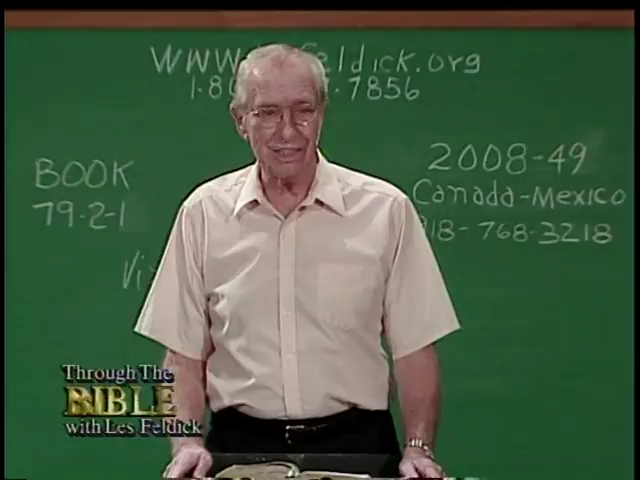 WWW. feldick.org
1-80 .7856
BOOK
79-2-1
2008-49
Canada-Mexico
918-768-3218
Through The
BIBLE
with Les Feldick